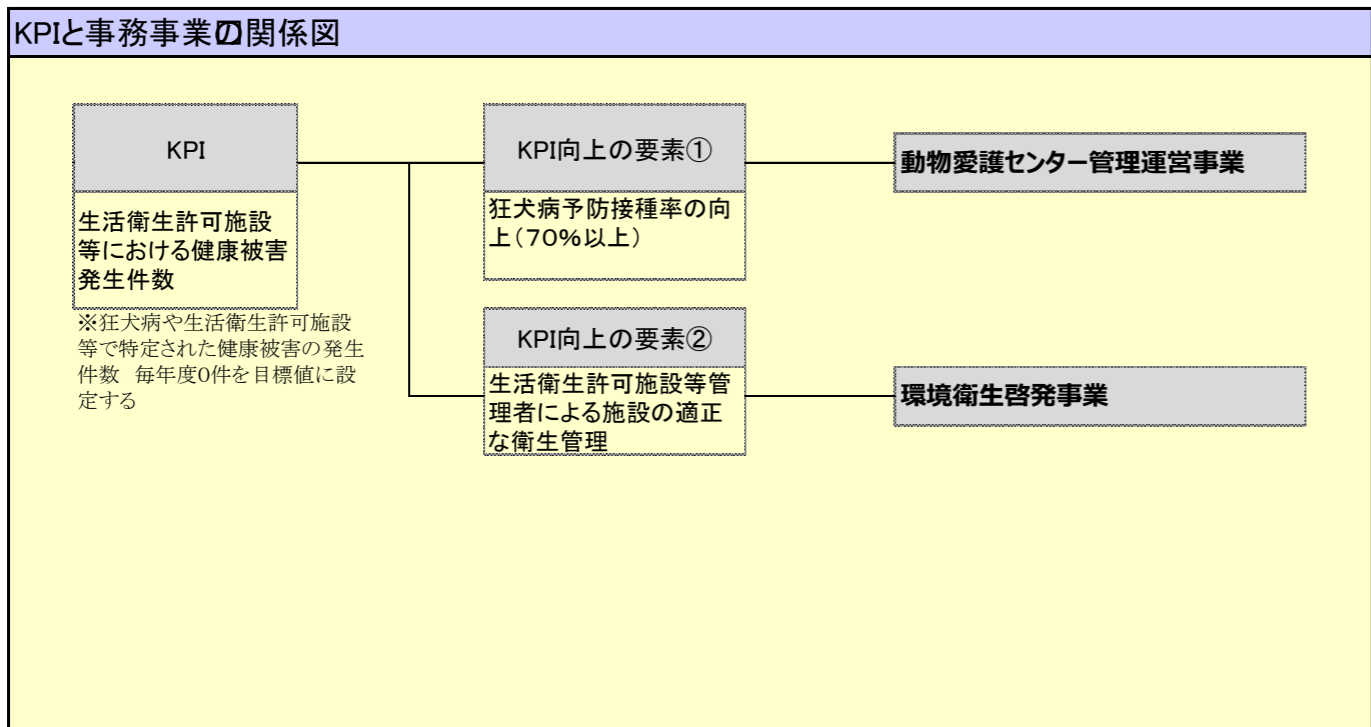 KPIと事務事業の関係図
KPI
生活衛生許可施設
等における健康被害
発生件数
※狂犬病や生活衛生許可施設
等で特定された健康被害の発生
件数　毎年度0件を目標値に設
定する
KPI向上の要素①
狂犬病予防接種率の向
上（70%以上）
動物愛護センター管理運営事業
KPI向上の要素②
生活衛生許可施設等管
理者による施設の適正
な衛生管理
環境衛生啓発事業